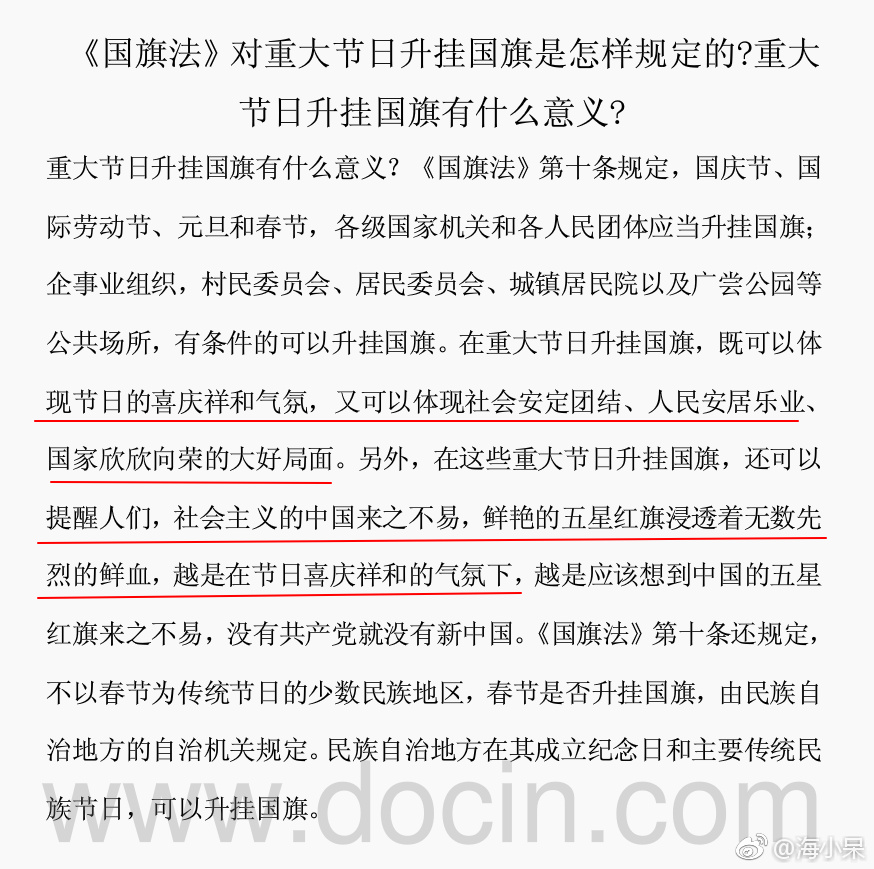 《国旗法》对重大节日升挂国旗是怎样规定的?重大
节日升挂国旗有什么意义?
重大节日升挂国旗有什么意义？《国旗法》第十条规定，国庆节、国
际劳动节、元旦和春节，各级国家机关和各人民团体应当升挂国旗；
企事业组织，村民委员会、居民委员会、城镇居民院以及广尝公园等
公共场所，有条件的可以升挂国旗。在重大节日升挂国旗，既可以体
现节日的喜庆祥和气氛，又可以体现社会安定团结、人民安居乐业、
国家欣欣向荣的大好局面。另外，在这些重大节日升挂国旗，还可以
提醒人们，社会主义的中国来之不易，鲜艳的五星红旗浸透着无数先
烈的鲜血，越是在节日喜庆祥和的气氛下，越是应该想到中国的五星
红旗来之不易，没有共产党就没有新中国。《国旗法》第十条还规定，
不以春节为传统节日的少数民族地区，春节是否升挂国旗，由民族自
治地方的自治机关规定。民族自治地方在其成立纪念日和主要传统民
族节日，可以升挂国旗。
www.docin.com
@海小呆